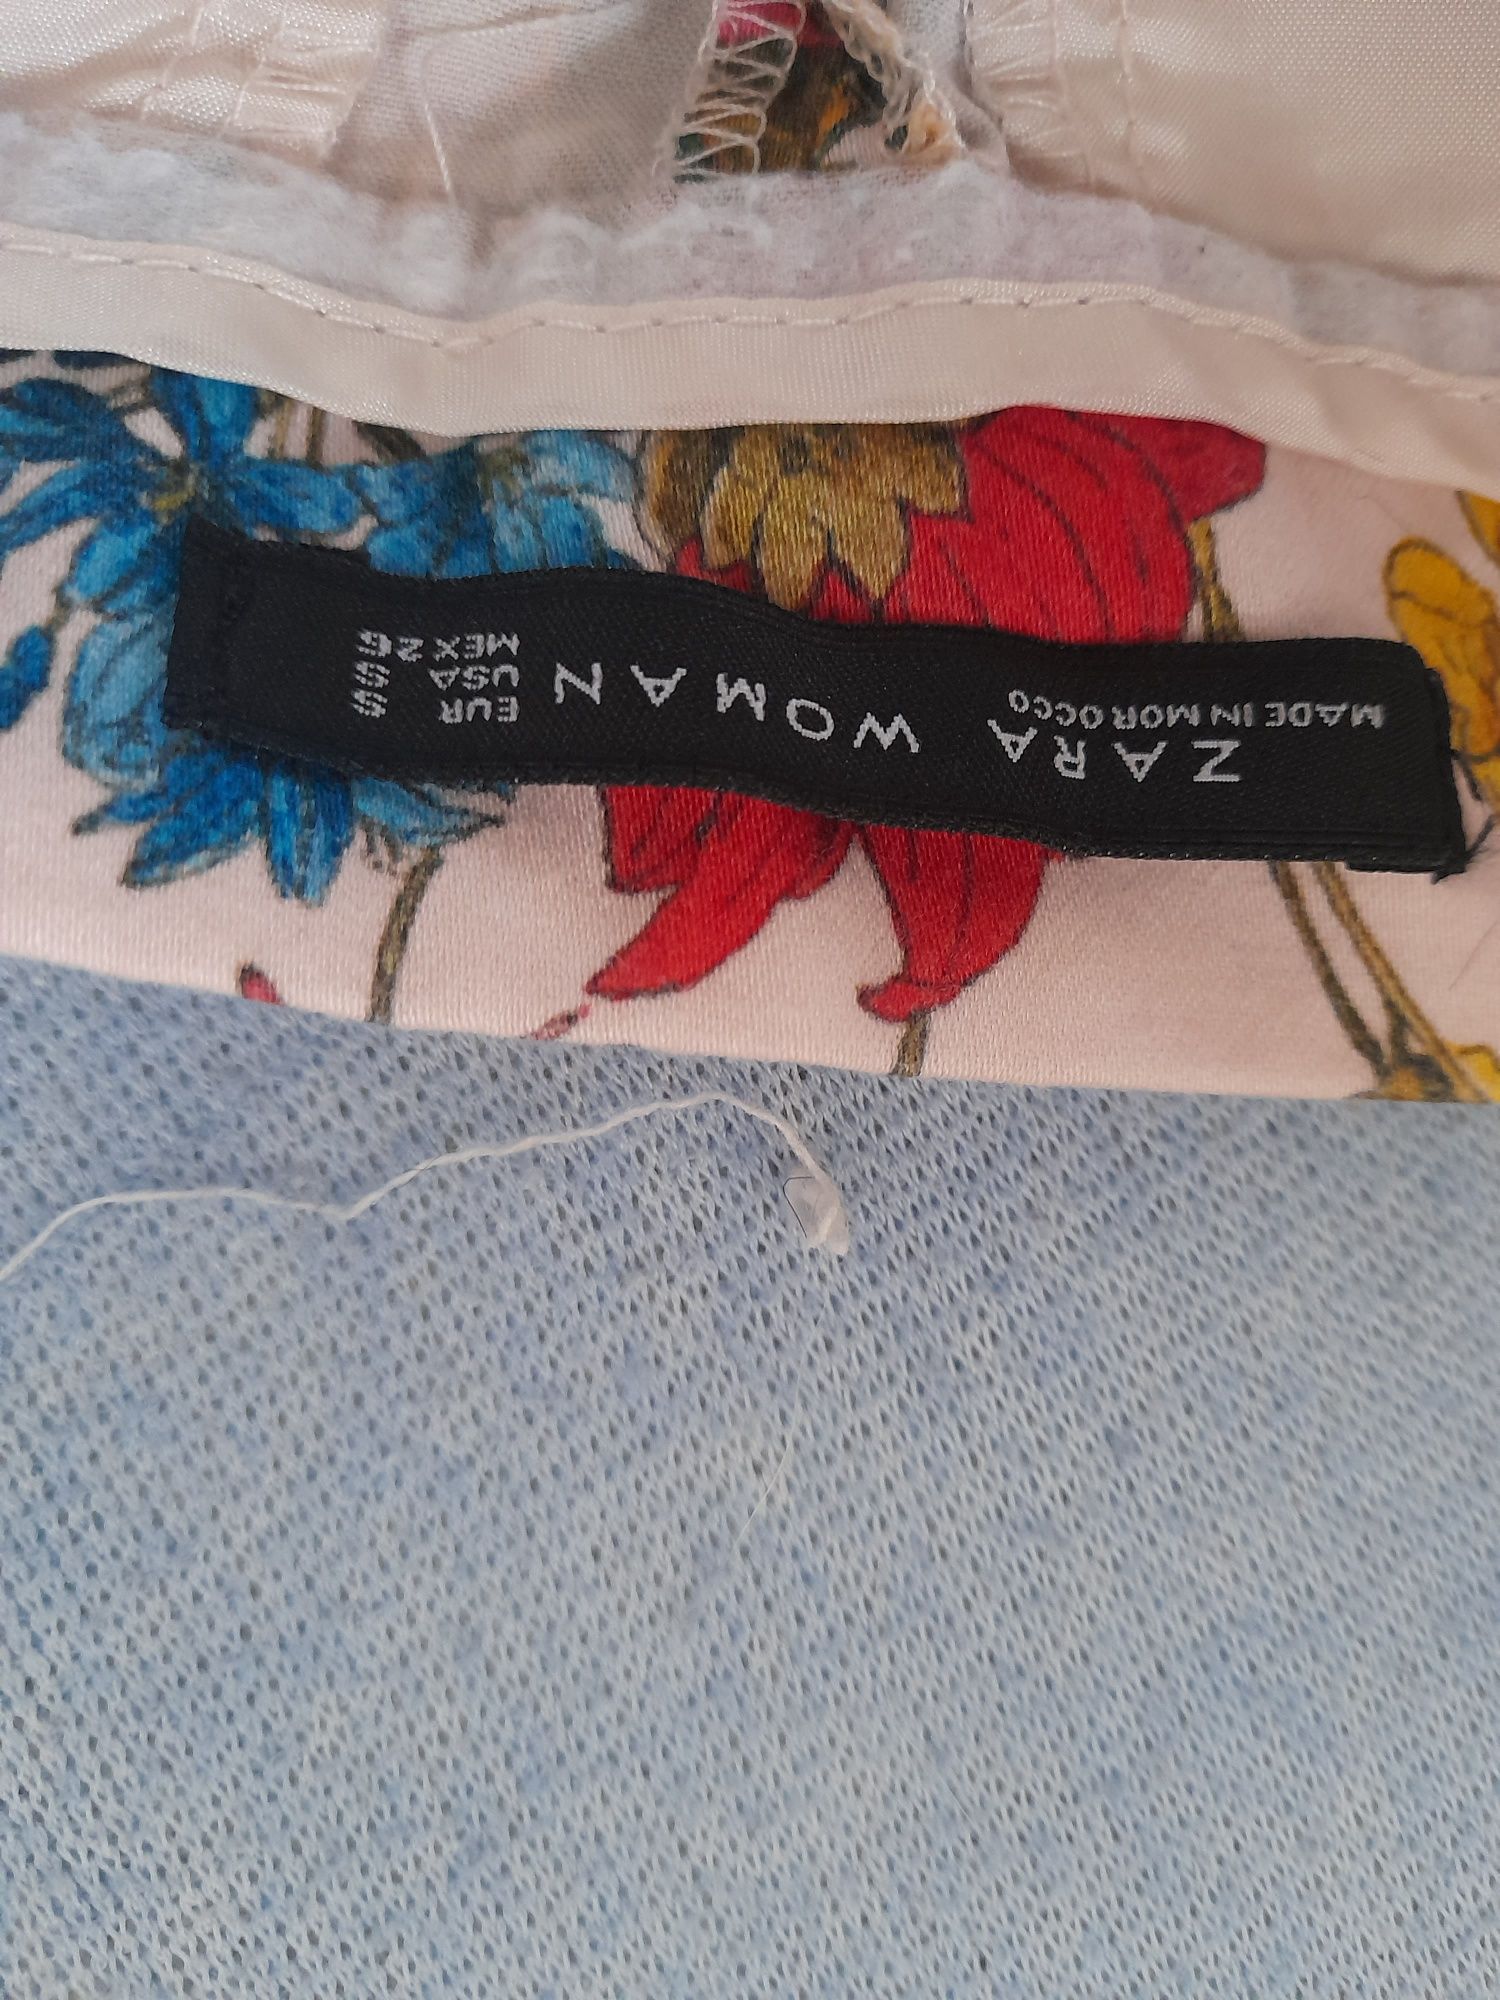 ZARA WOMAN
MADE IN MOROCCO
EUR S
USA S
MEX 26